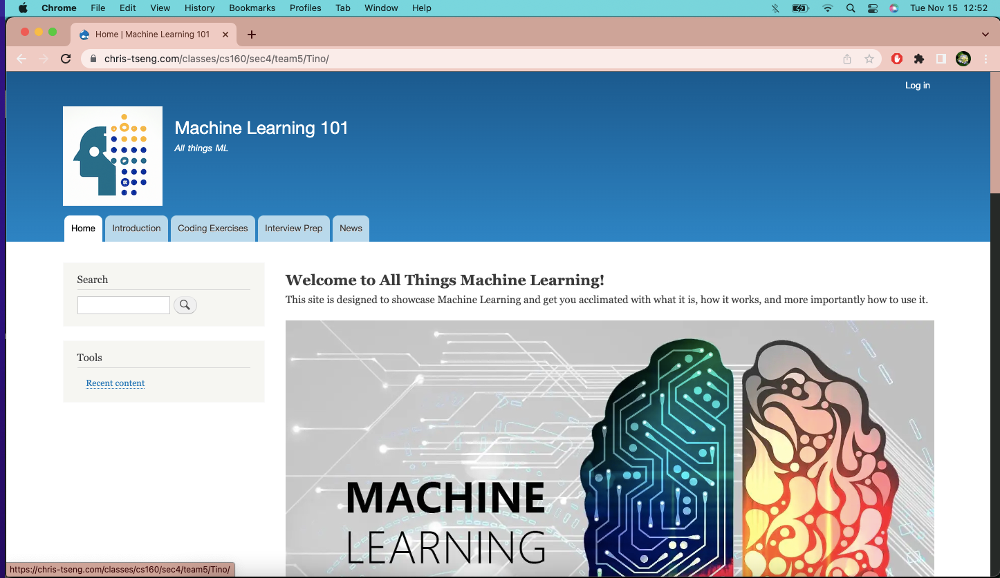 Chrome File Edit View History Bookmarks Profiles Tab Window Help Tue Nov 15 12:52
Home | Machine Learning 101
chris-tseng.com/classes/cs160/sec4/team5/Tino/
Log in
Machine Learning 101
All things ML
Home Introduction Coding Exercises Interview Prep News
Search
Welcome to All Things Machine Learning!
This site is designed to showcase Machine Learning and get you acclimated with what it is, how it works, and more importantly how to use it.
Tools
Recent content
MACHINE
LEARNING
https://chris-tseng.com/classes/cs160/sec4/team5/Tino/